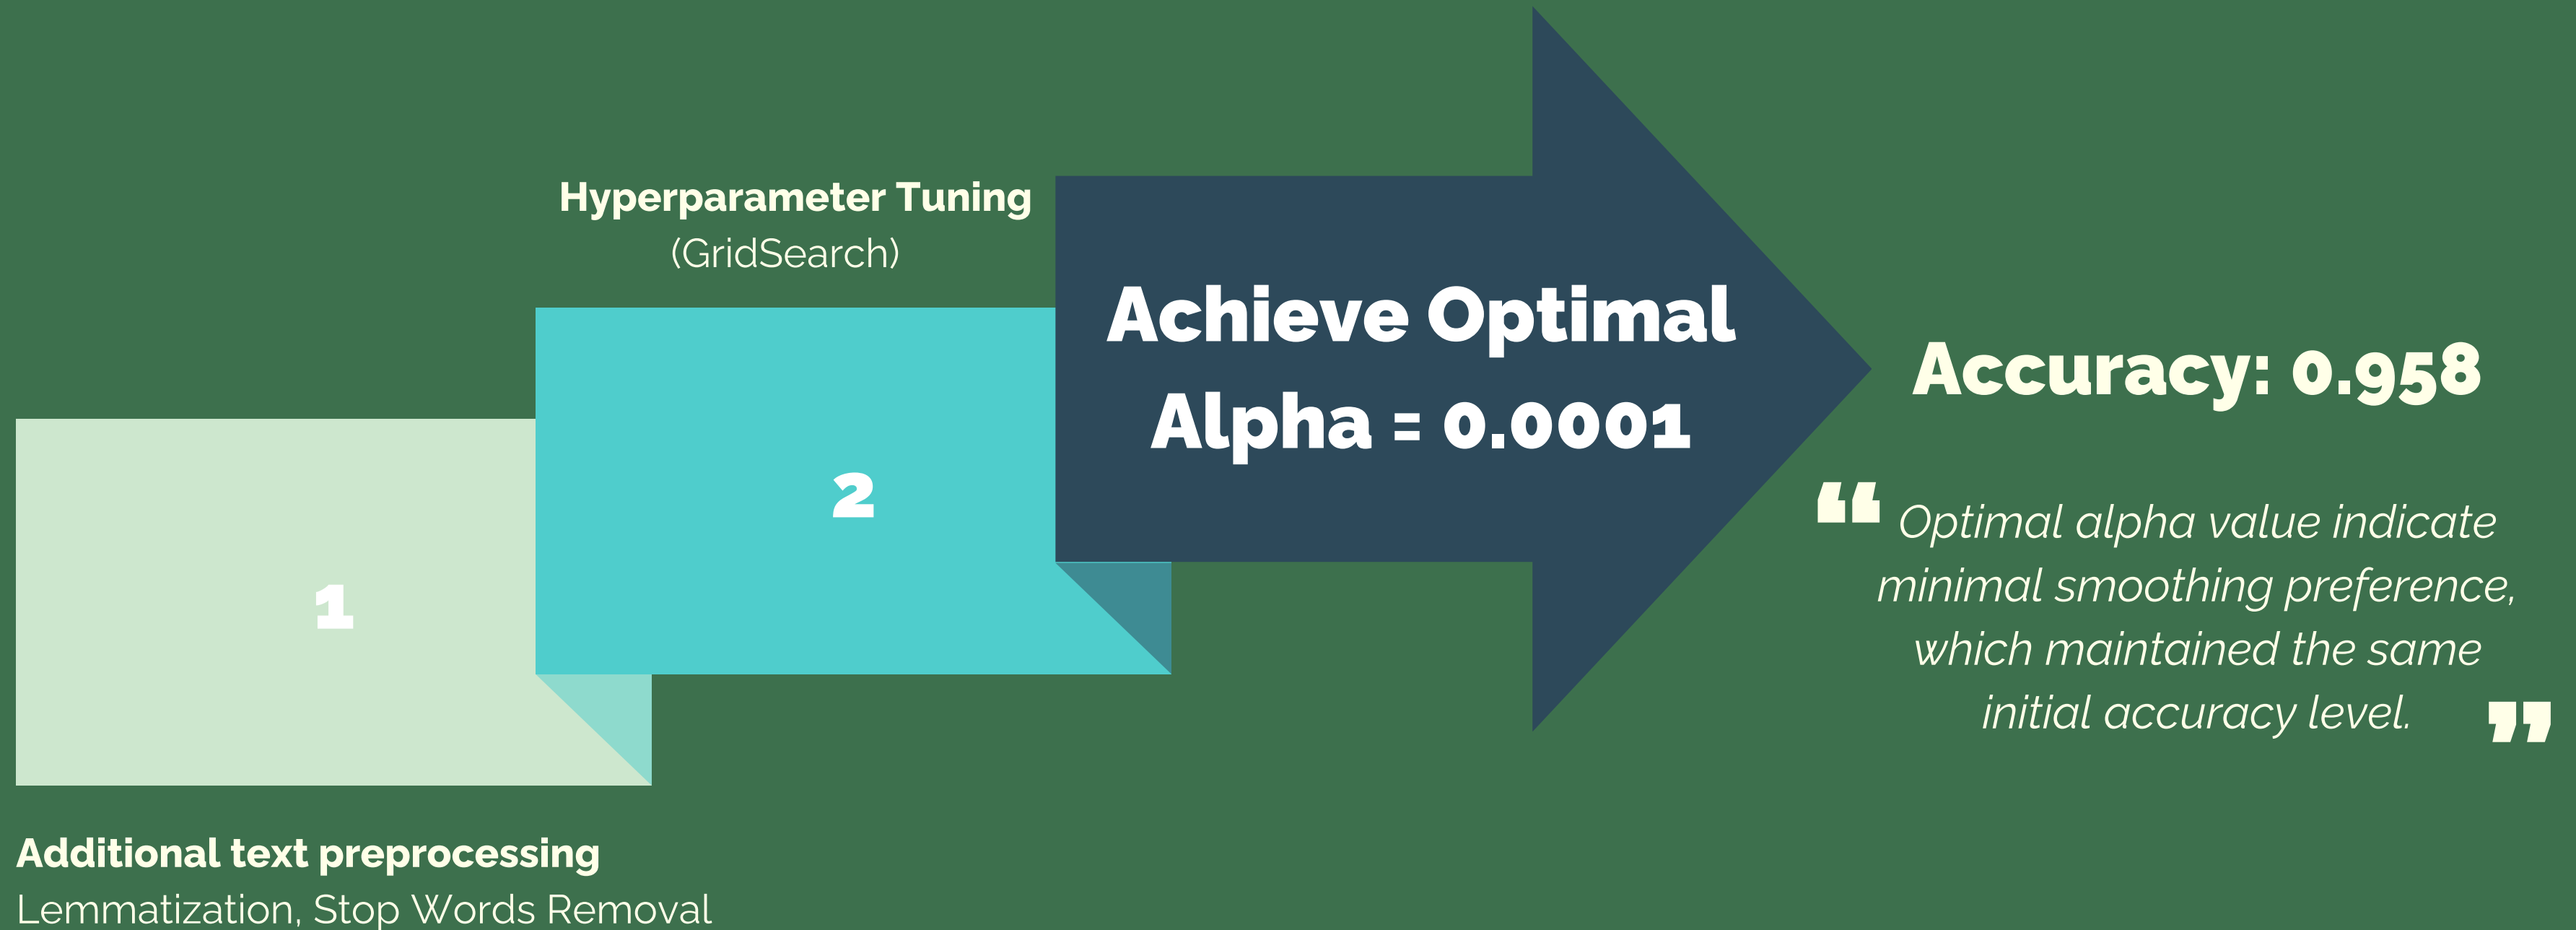 Hyperparameter Tuning
(GridSearch)
Achieve Optimal
Alpha = 0.0001
Accuracy: 0.958
2
1
“ Optimal alpha value indicate
minimal smoothing preference,
which maintained the same
initial accuracy level. ”
Additional text preprocessing
Lemmatization, Stop Words Removal